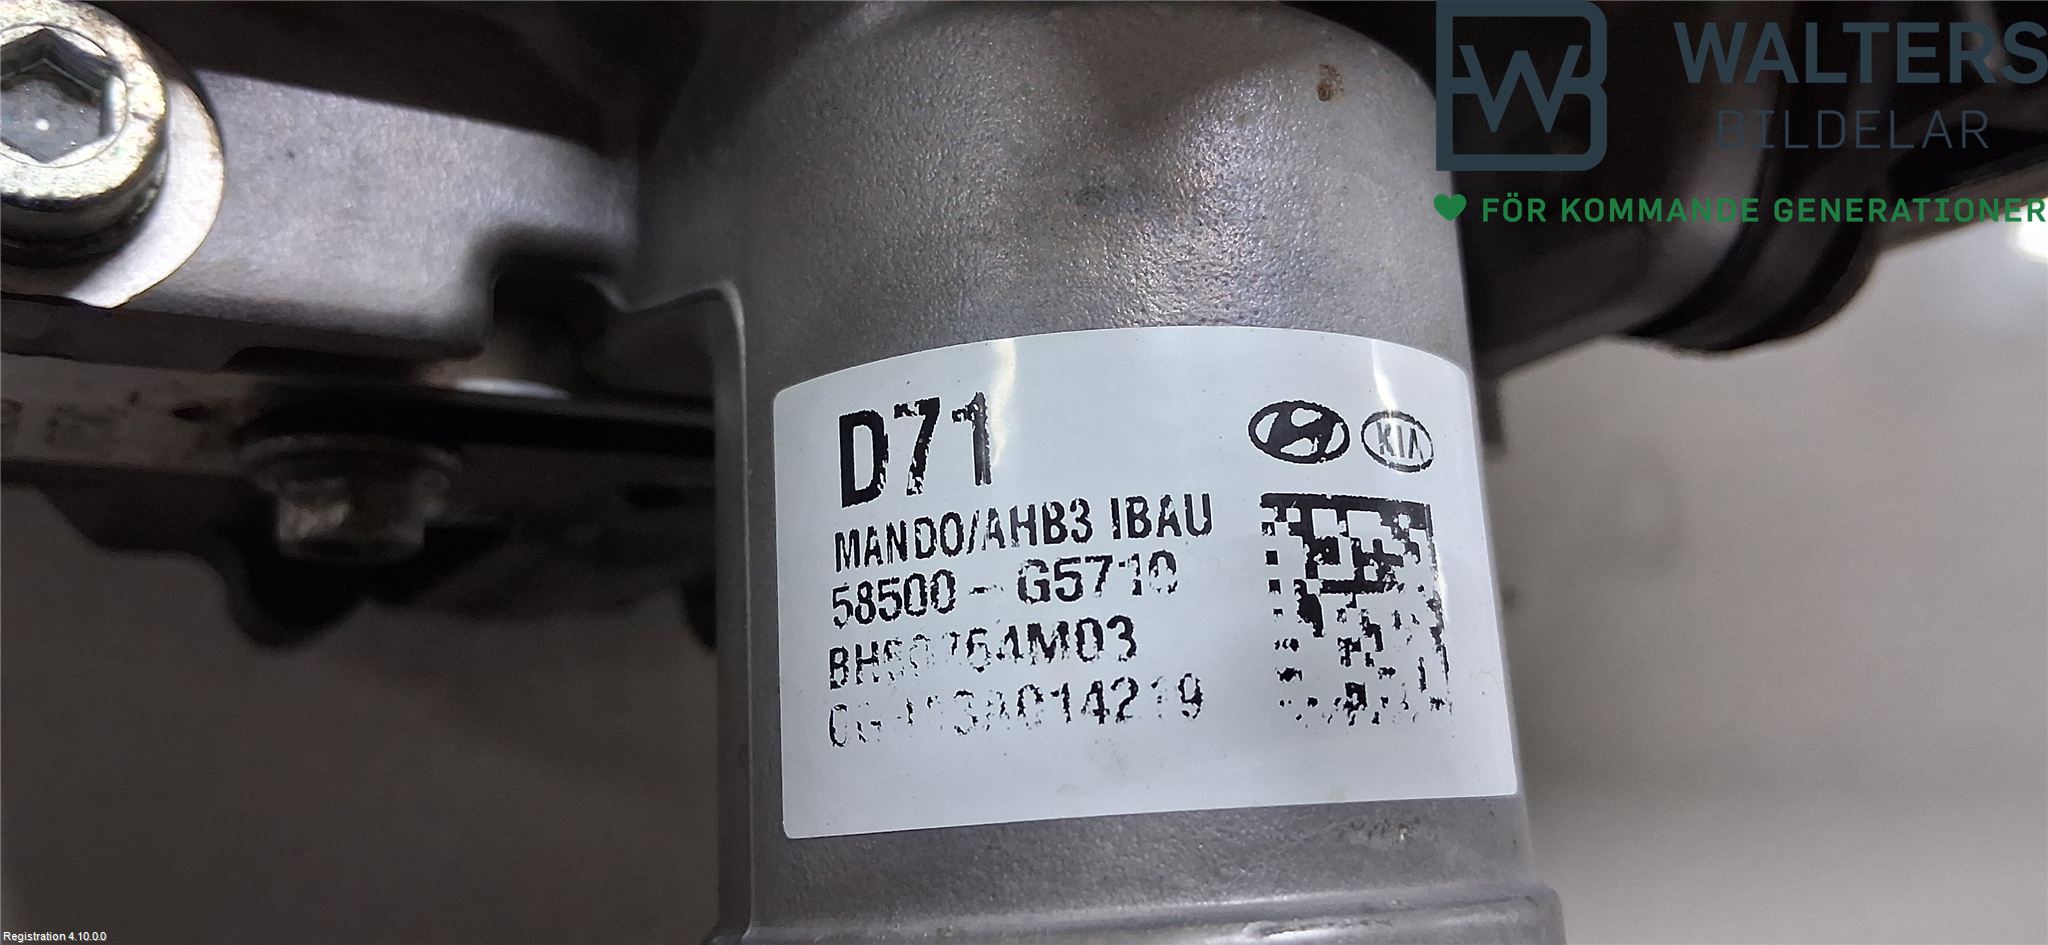 WALTERS
BILDELAR
FÖR KOMMANDE GENERATIONER
D71
KIA
MANDO/AHB3 IBAU
58500 - G5710
Registration 4.10.0.0